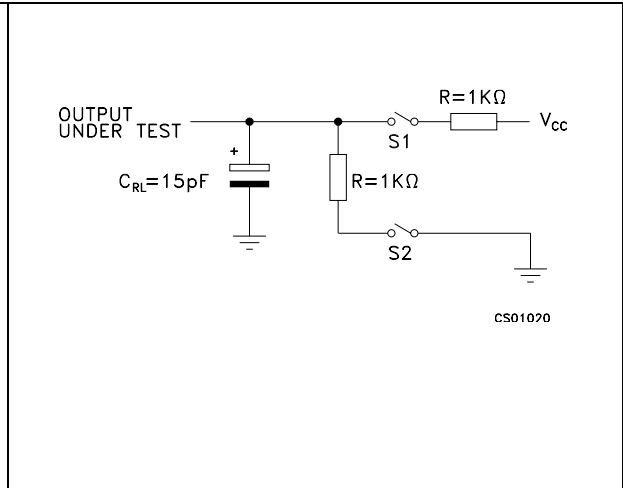 R=1KΩ
OUTPUT
UNDER TEST
V_CC
S1
+
C_RL=15pF
R=1KΩ
S2
CS01020